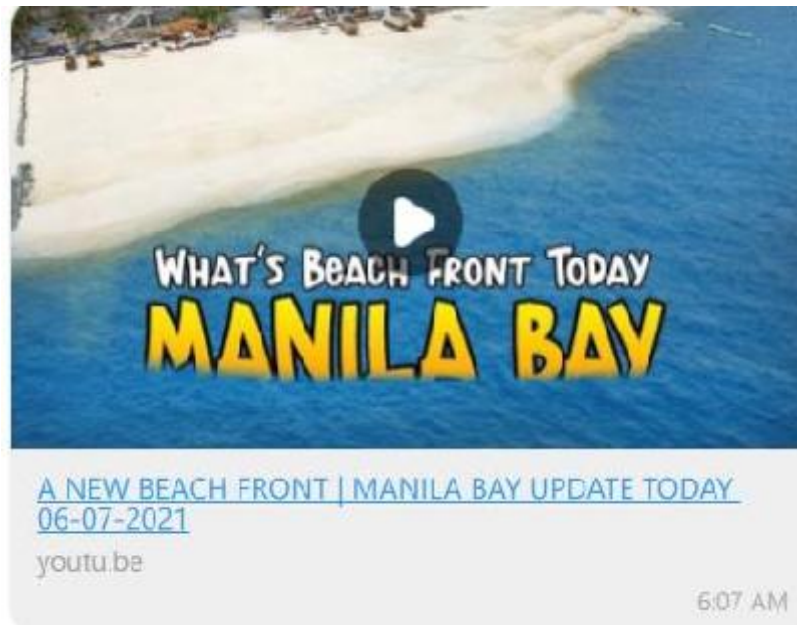 WHAT'S BEACH FRONT TODAY
MANILA BAY
A NEW BEACH FRONT | MANILA BAY UPDATE TODAY
06-07-2021
youtu.be
6:07 AM